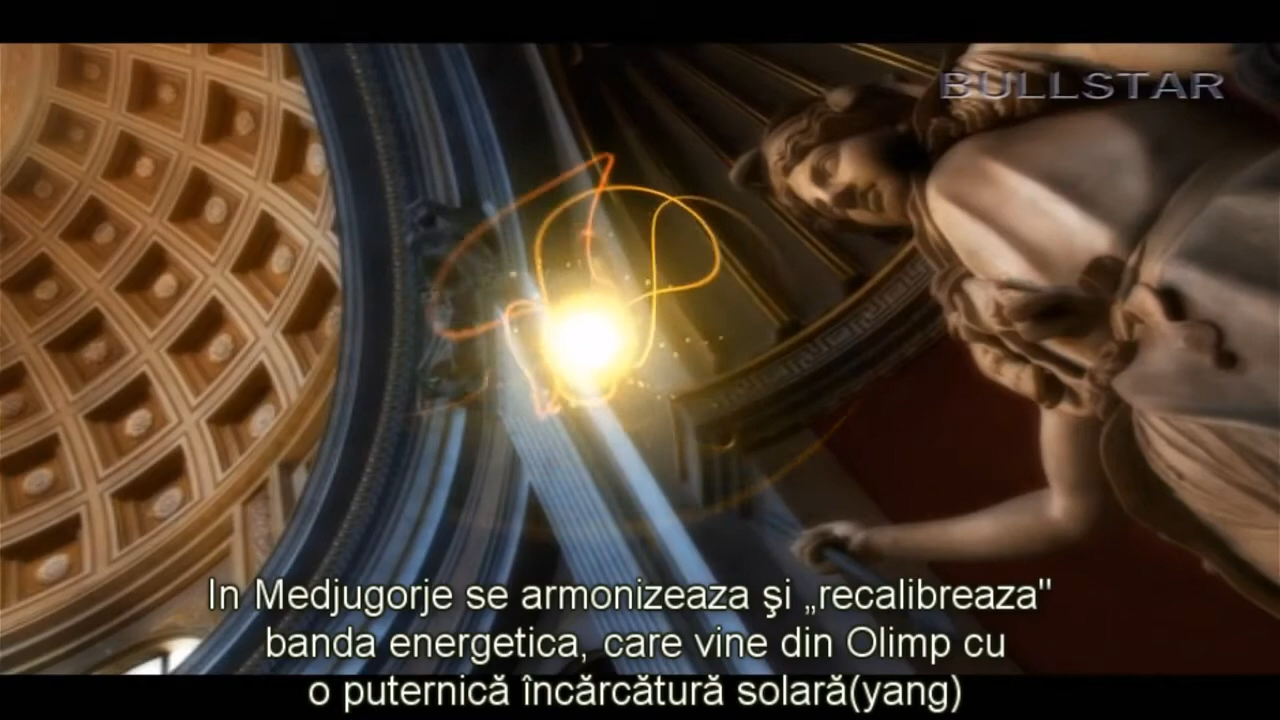 BULLSTAR
In Medjugorje se armonizeaza şi „recalibreaza"
banda energetica, care vine din Olimp cu
o puternică încărcătură solară(yang)